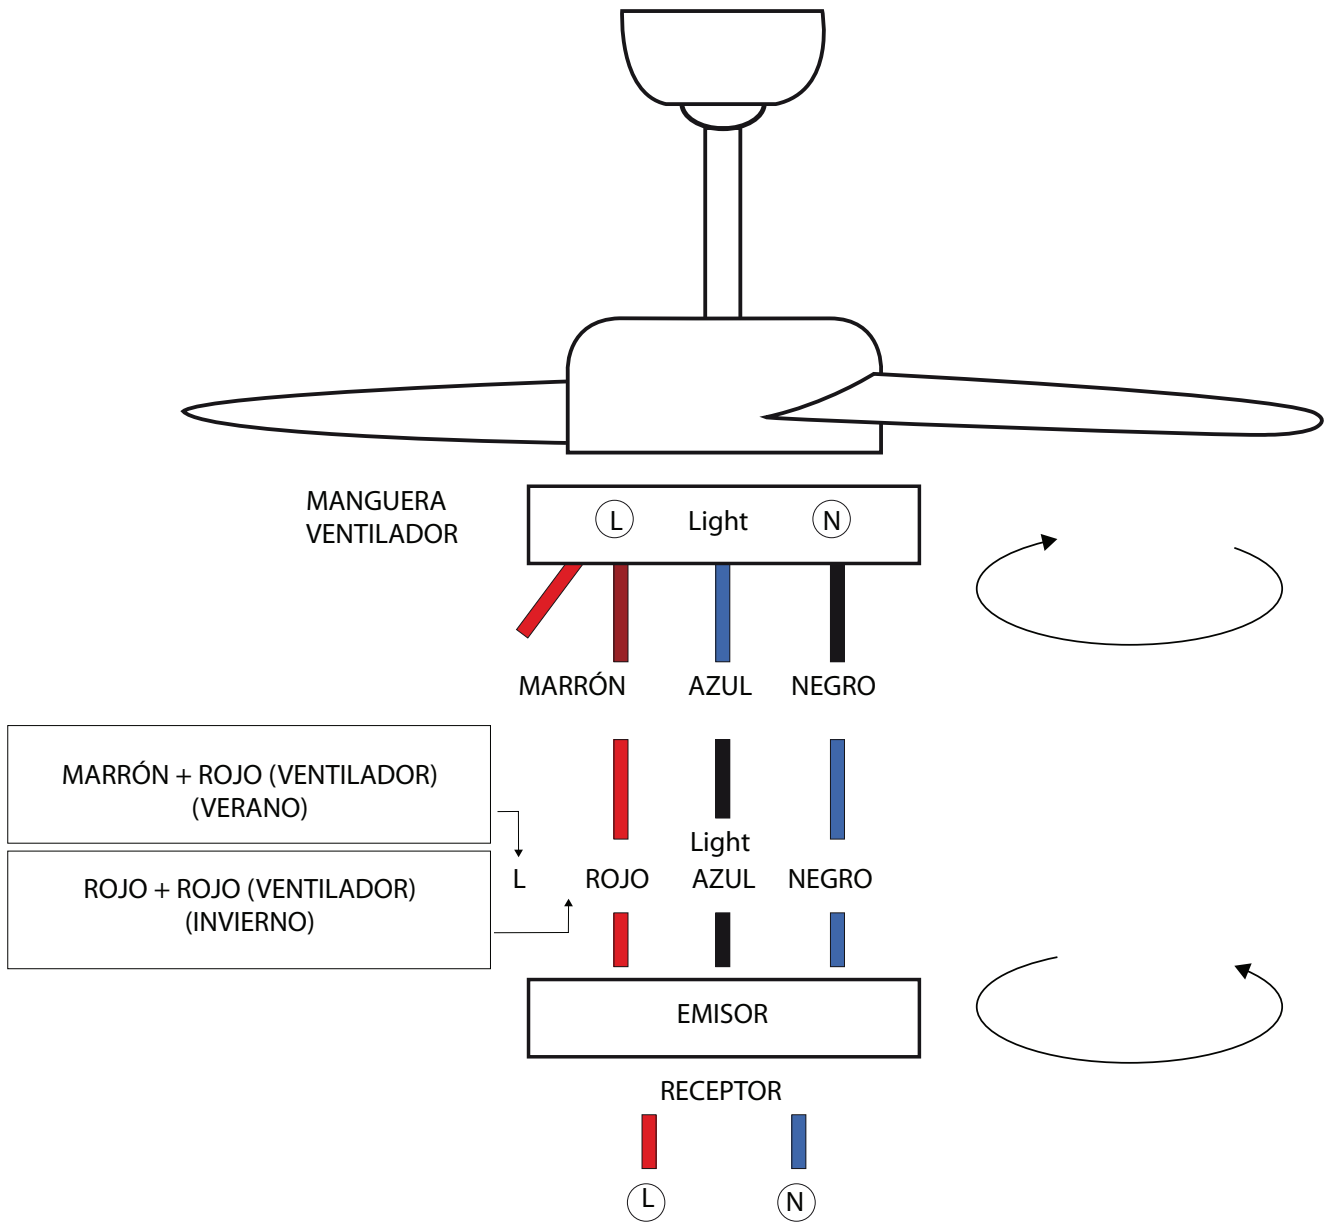 MANGUERA
VENTILADOR
L Light N
MARRÓN AZUL NEGRO
MARRÓN + ROJO (VENTILADOR)
(VERANO)
Light
L ROJO AZUL NEGRO
ROJO + ROJO (VENTILADOR)
(INVIERNO)
EMISOR
RECEPTOR
L N